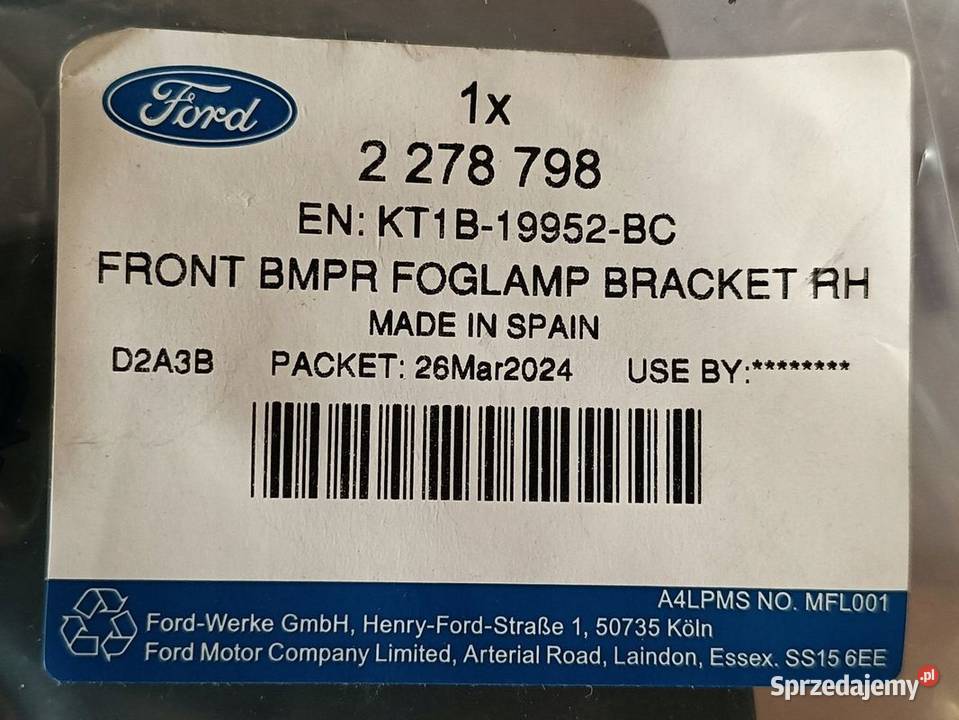 Ford
1x
2 278 798
EN: KT1B-19952-BC
FRONT BMPR FOGLAMP BRACKET RH
MADE IN SPAIN
D2A3B PACKET: 26Mar2024 USE BY:********
A4LPMS NO. MFL001
Ford-Werke GmbH, Henry-Ford-Straße 1, 50735 Köln
Ford Motor Company Limited, Arterial Road, Laindon, Essex. SS15 6EE
Sprzedajemy.pl